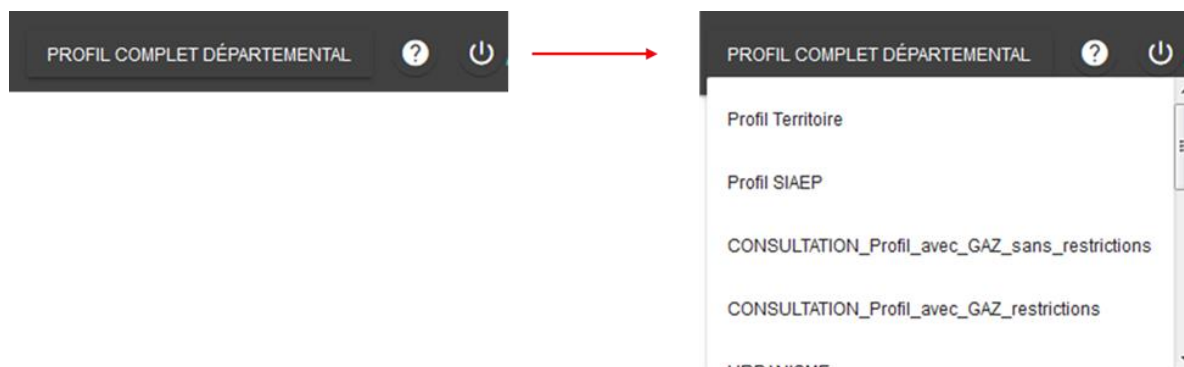 PROFIL COMPLET DÉPARTEMENTAL ?
PROFIL COMPLET DÉPARTEMENTAL ?
Profil Territoire
Profil SIAEP
CONSULTATION_Profil_avec_GAZ_sans_restrictions
CONSULTATION_Profil_avec_GAZ_restrictions